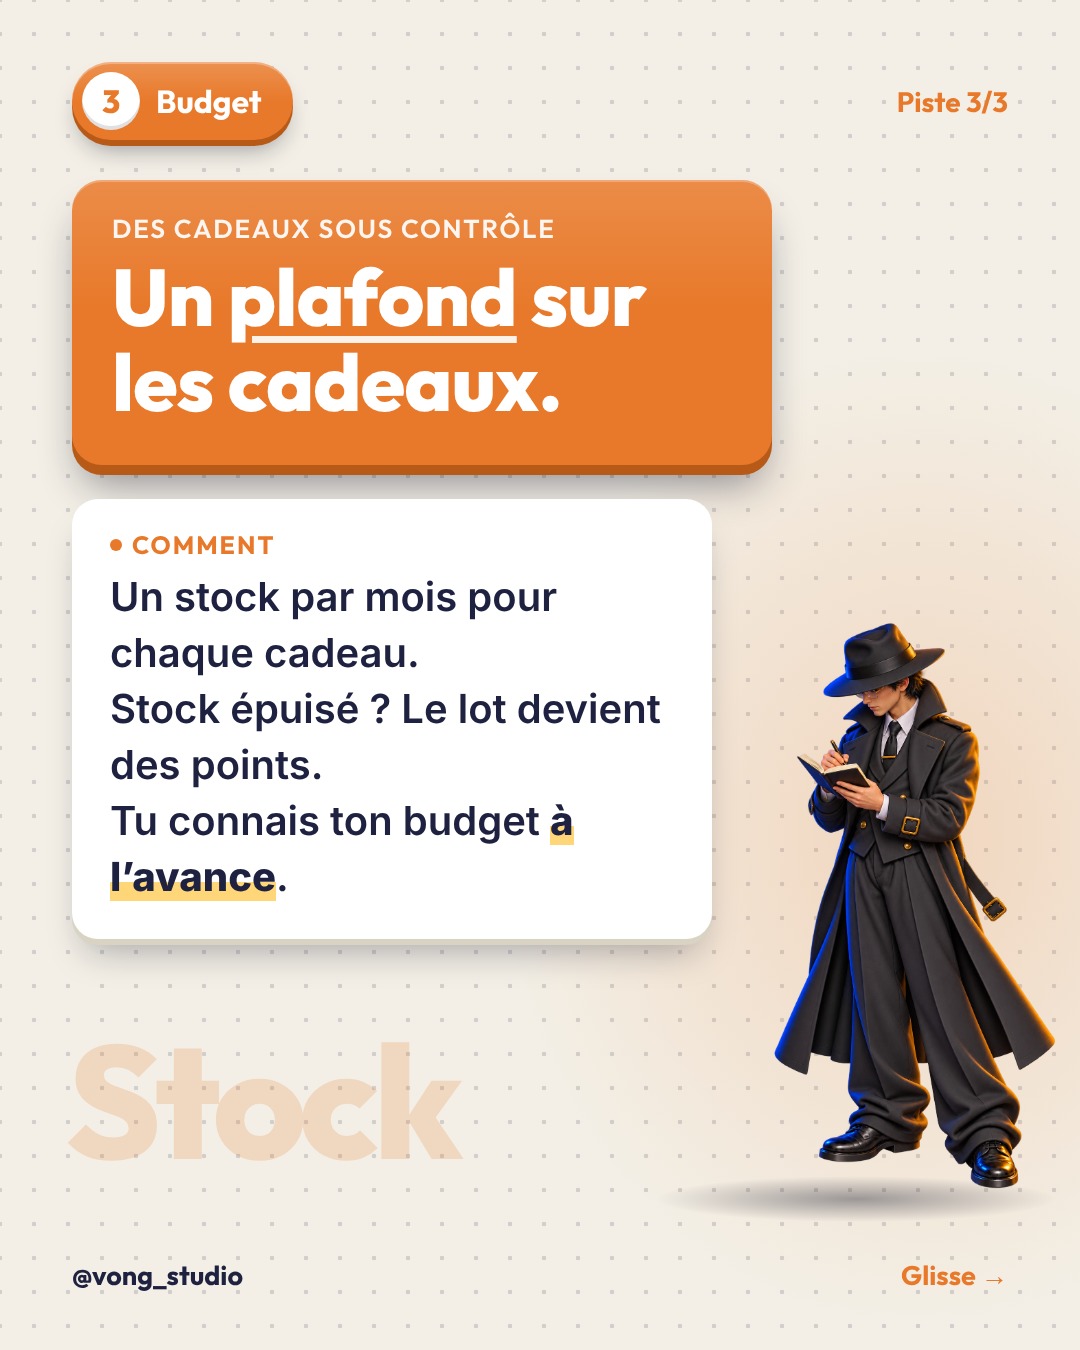 3 Budget
Piste 3/3
DES CADEAUX SOUS CONTRÔLE
Un plafond sur
les cadeaux.
COMMENT
Un stock par mois pour
chaque cadeau.
Stock épuisé ? Le lot devient
des points.
Tu connais ton budget à
l’avance.
Stock
@vong_studio
Glisse →